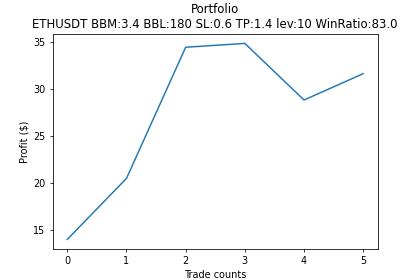 Portfolio
ETHUSDT BBM:3.4 BBL:180 SL:0.6 TP:1.4 lev:10 WinRatio:83.0
35
30
25
20
15
Profit ($)
0 1 2 3 4 5
Trade counts